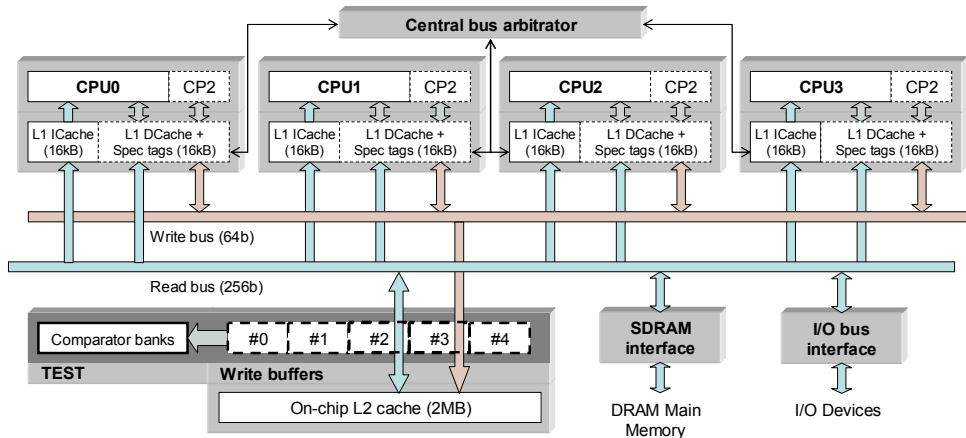 Central bus arbitrator
CPU0
CP2
CPU1
CP2
CPU2
CP2
CPU3
CP2
L1 ICache
(16kB)
L1 DCache +
Spec tags (16kB)
L1 ICache
(16kB)
L1 DCache +
Spec tags (16kB)
L1 ICache
(16kB)
L1 DCache +
Spec tags (16kB)
L1 ICache
(16kB)
L1 DCache +
Spec tags (16kB)
Write bus (64b)
Read bus (256b)
Comparator banks
#0
#1
#2
#3
#4
TEST
Write buffers
On-chip L2 cache (2MB)
SDRAM
interface
I/O bus
interface
DRAM Main
Memory
I/O Devices